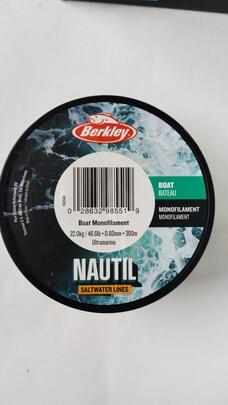 Berkley
0 28632 98551 9
BOAT
BATEAU
MONOFILAMENT
MONOFILAMENT
Boat Monofilament
22.0kg / 48.6lb • 0.60mm • 300m
Ultramarine
NAUTIL
SALTWATER LINES